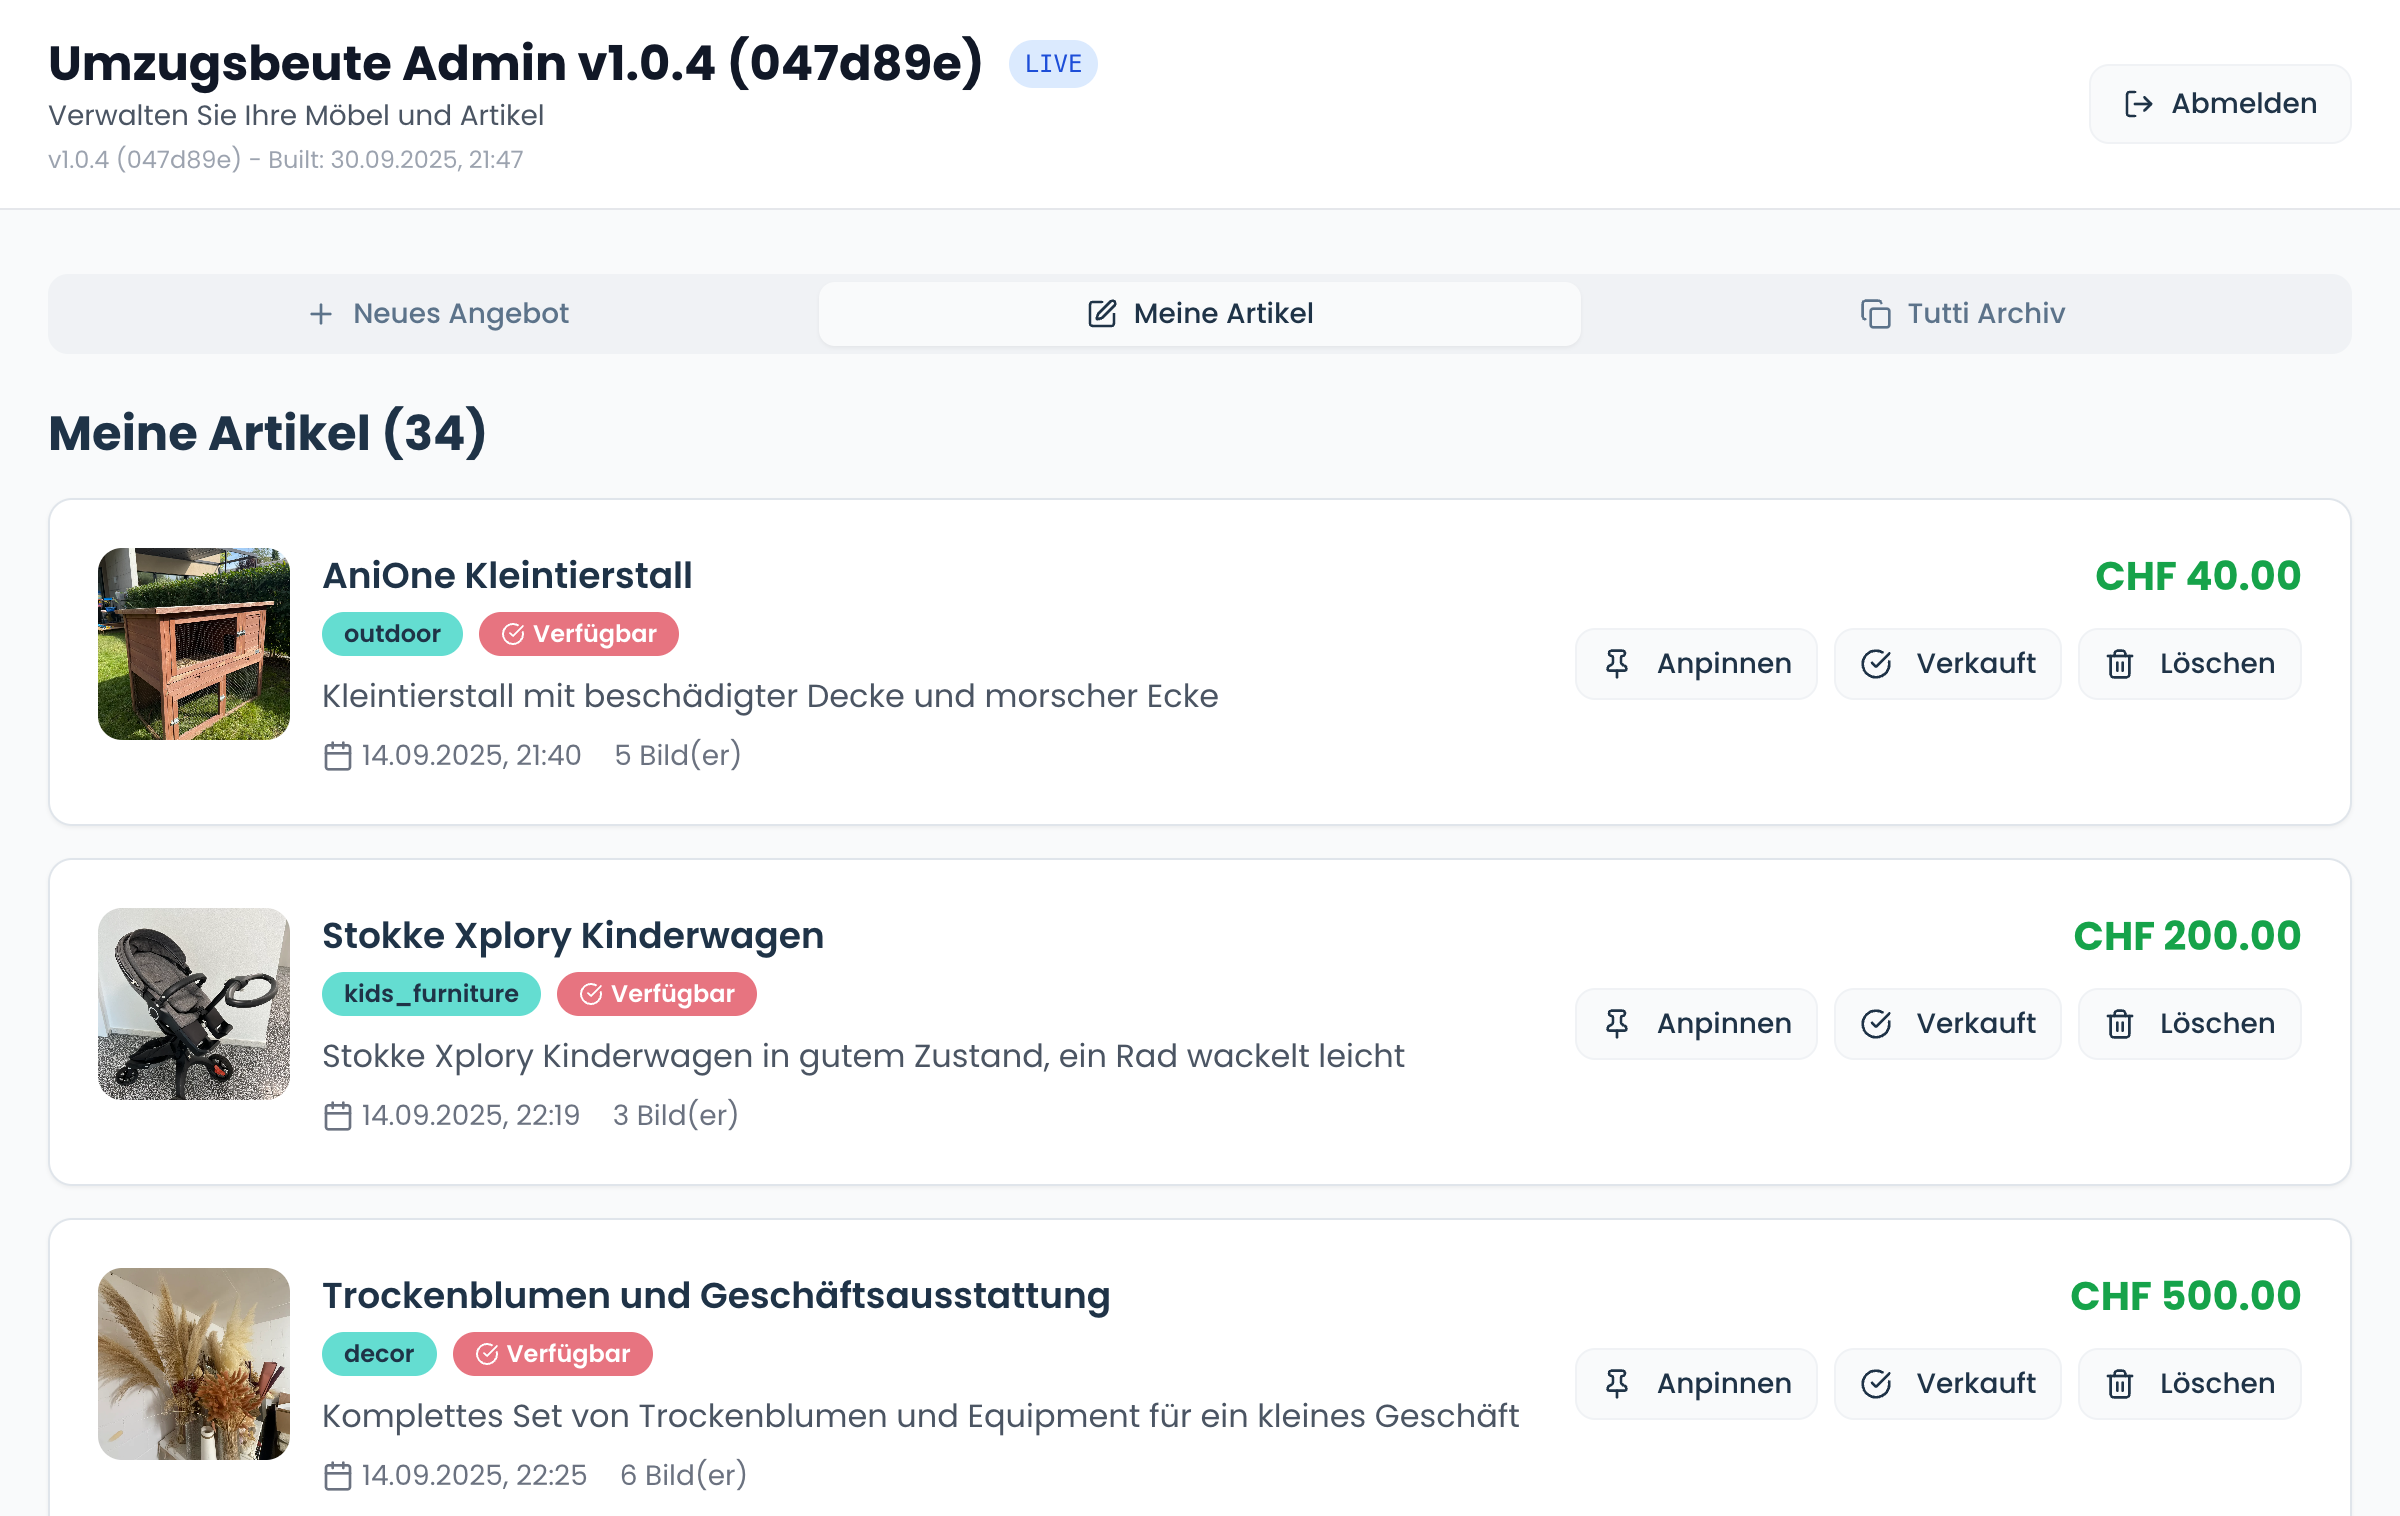 Umzugsbeute Admin v1.0.4 (047d89e) LIVE
Verwalten Sie Ihre Möbel und Artikel
v1.0.4 (047d89e) - Built: 30.09.2025, 21:47
Abmelden
Neues Angebot
Meine Artikel
Tutti Archiv
Meine Artikel (34)
AniOne Kleintierstall
CHF 40.00
outdoor
Verfügbar
Anpinnen
Verkauft
Löschen
Kleintierstall mit beschädigter Decke und morscher Ecke
14.09.2025, 21:40 5 Bild(er)
Stokke Xplory Kinderwagen
CHF 200.00
kids_furniture
Verfügbar
Anpinnen
Verkauft
Löschen
Stokke Xplory Kinderwagen in gutem Zustand, ein Rad wackelt leicht
14.09.2025, 22:19 3 Bild(er)
Trockenblumen und Geschäftsausstattung
CHF 500.00
decor
Verfügbar
Anpinnen
Verkauft
Löschen
Komplettes Set von Trockenblumen und Equipment für ein kleines Geschäft
14.09.2025, 22:25 6 Bild(er)